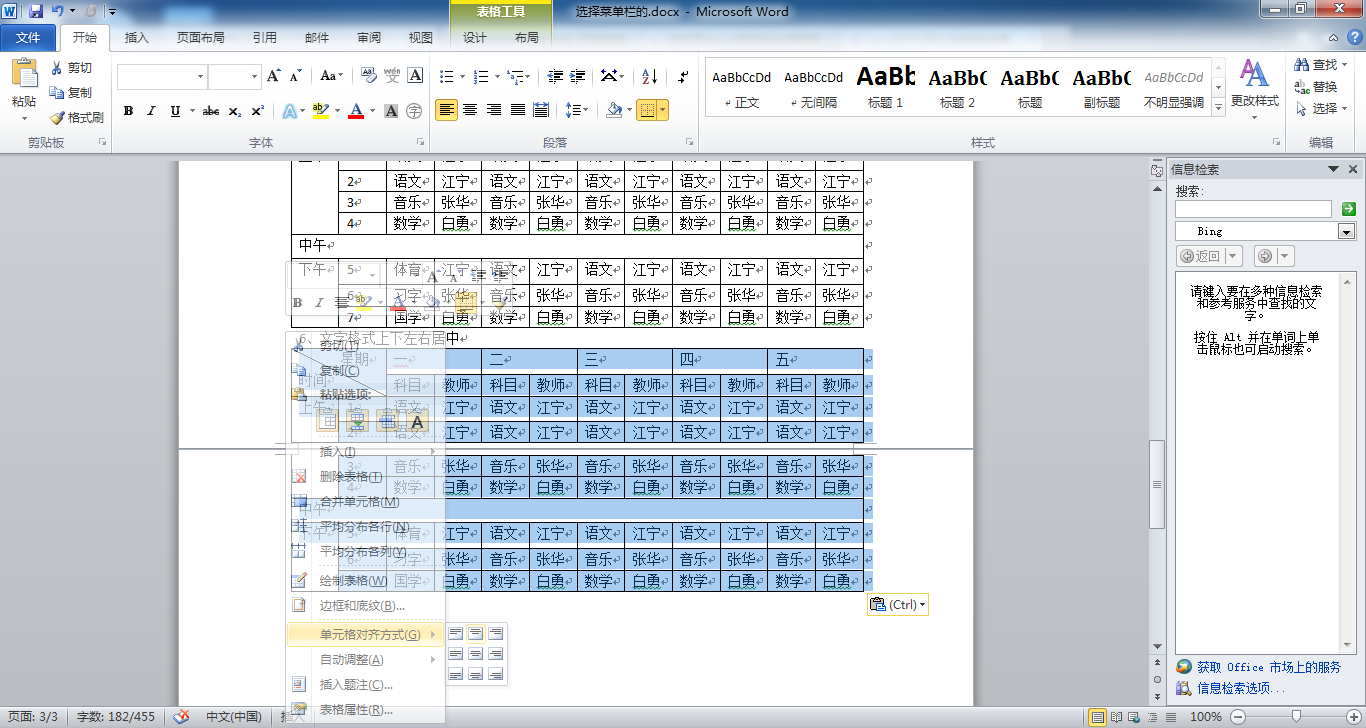 表格工具
选择菜单栏的.docx - Microsoft Word
文件 开始 插入 页面布局 引用 邮件 审阅 视图 设计 布局
粘贴 剪切 复制 格式刷
B I U abc x₂ x² Aa A A
AaBbCcDd AaBbCcDd AaBb AaBbC AaBbC AaBbC AaBbCcDd
正文 无间隔 标题 1 标题 2 标题 副标题 不明显强调
更改样式 查找 替换 选择
剪贴板 字体 段落 样式 编辑
2 语文 江宁 语文 江宁 语文 江宁 语文 江宁 语文 江宁
3 音乐 张华 音乐 张华 音乐 张华 音乐 张华 音乐 张华
4 数学 白勇 数学 白勇 数学 白勇 数学 白勇 数学 白勇
中午
下午 5 体育 江宁 语文 江宁 语文 江宁 语文 江宁 语文 江宁
6 习字 张华 音乐 张华 音乐 张华 音乐 张华 音乐 张华
7 国学 白勇 数学 白勇 数学 白勇 数学 白勇 数学 白勇
6、文字格式上下左右居中
星期 一 二 三 四 五
时间 科目 教师 科目 教师 科目 教师 科目 教师 科目 教师
上午 1 语文 江宁 语文 江宁 语文 江宁 语文 江宁 语文 江宁
2 语文 江宁 语文 江宁 语文 江宁 语文 江宁 语文 江宁
3 音乐 张华 音乐 张华 音乐 张华 音乐 张华 音乐 张华
4 数学 白勇 数学 白勇 数学 白勇 数学 白勇 数学 白勇
中午
下午 5 体育 江宁 语文 江宁 语文 江宁 语文 江宁 语文 江宁
6 习字 张华 音乐 张华 音乐 张华 音乐 张华 音乐 张华
7 国学 白勇 数学 白勇 数学 白勇 数学 白勇 数学 白勇
(Ctrl)
剪切(T)
复制(C)
粘贴选项:
A
插入(I)
删除表格(T)
合并单元格(M)
平均分布各行(N)
平均分布各列(Y)
绘制表格(W)
边框和底纹(B)...
单元格对齐方式(G)
自动调整(A)
插入题注(C)...
表格属性(R)...
信息检索
搜索:
Bing
返回
请键入要在多种信息检索
和参考服务中查找的文
字。
按住 Alt 并在单词上单
击鼠标也可启动搜索。
获取 Office 市场上的服务
信息检索选项...
页面: 3/3 字数: 182/455 中文(中国) 插入 100%